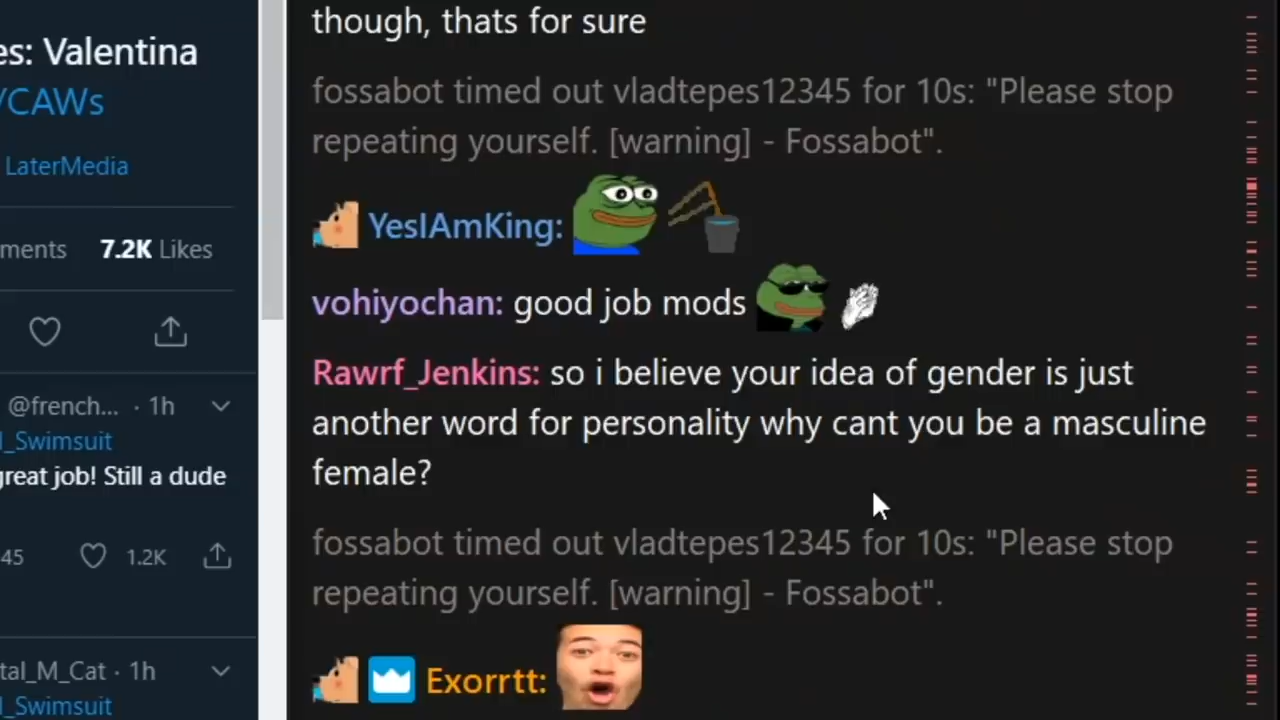 es: Valentina
/CAWs
LaterMedia
ments 7.2K Likes
@french... · 1h
l_Swimsuit
great job! Still a dude
45 1.2K
tal_M_Cat · 1h
l_Swimsuit
though, thats for sure
fossabot timed out vladtepes12345 for 10s: "Please stop
repeating yourself. [warning] - Fossabot".
YesIAmKing:
vohiyochan: good job mods
Rawrf_Jenkins: so i believe your idea of gender is just
another word for personality why cant you be a masculine
female?
fossabot timed out vladtepes12345 for 10s: "Please stop
repeating yourself. [warning] - Fossabot".
Exorrtt: